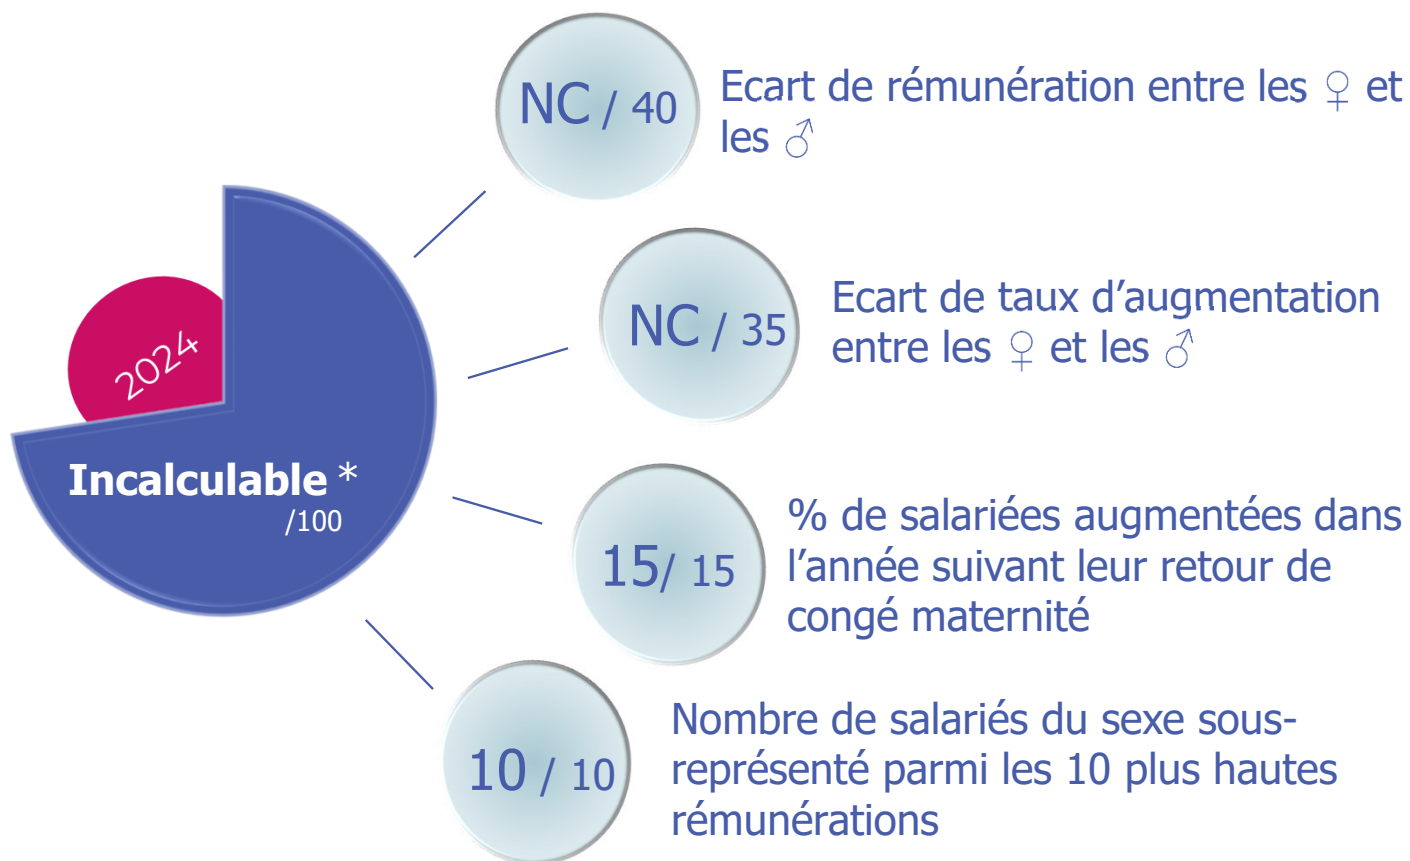 NC / 40
Ecart de rémunération entre les ♀ et
les ♂
2024
NC / 35
Ecart de taux d’augmentation
entre les ♀ et les ♂
Incalculable *
/100
15/ 15
% de salariées augmentées dans
l’année suivant leur retour de
congé maternité
10 / 10
Nombre de salariés du sexe sous-
représenté parmi les 10 plus hautes
rémunérations